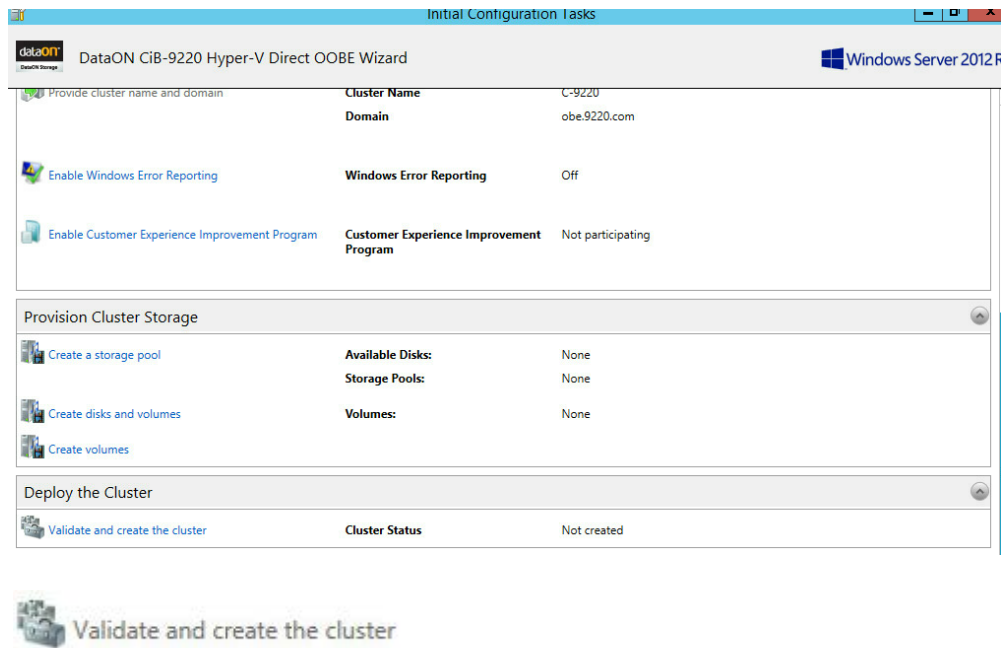 Initial Configuration Tasks
dataON
DataON Storage
DataON CiB-9220 Hyper-V Direct OOBE Wizard
Windows Server 2012 R
Provide cluster name and domain Cluster Name C-9220
Domain obe.9220.com
Enable Windows Error Reporting Windows Error Reporting Off
Enable Customer Experience Improvement Program Customer Experience Improvement Not participating
Program
Provision Cluster Storage
Create a storage pool Available Disks: None
Storage Pools: None
Create disks and volumes Volumes: None
Create volumes
Deploy the Cluster
Validate and create the cluster Cluster Status Not created
Validate and create the cluster